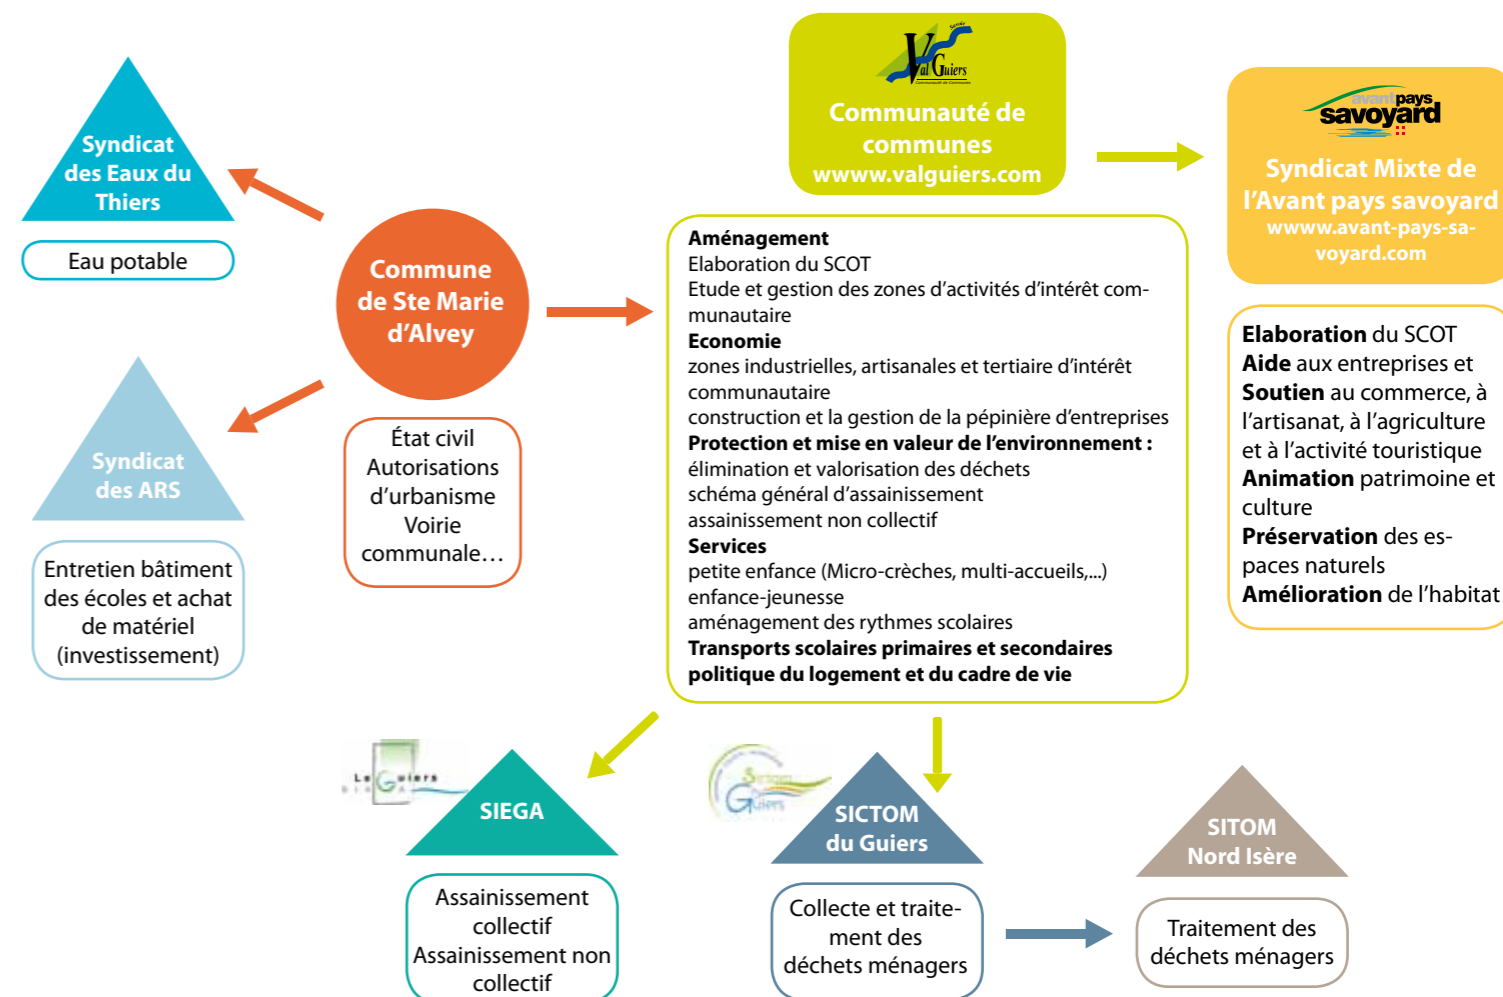 Syndicat
des Eaux du
Thiers
Eau potable
Syndicat
des ARS
Entretien bâtiment
des écoles et achat
de matériel
(investissement)
Commune
de Ste Marie
d'Alvey
État civil
Autorisations
d'urbanisme
Voirie
communale…
Savoie
Val Guiers
Communauté de Communes
Communauté de
communes
wwww.valguiers.com
Aménagement
Elaboration du SCOT
Etude et gestion des zones d'activités d'intérêt com-
munautaire
Economie
zones industrielles, artisanales et tertiaire d'intérêt
communautaire
construction et la gestion de la pépinière d'entreprises
Protection et mise en valeur de l'environnement :
élimination et valorisation des déchets
schéma général d'assainissement
assainissement non collectif
Services
petite enfance (Micro-crèches, multi-accueils,...)
enfance-jeunesse
aménagement des rythmes scolaires
Transports scolaires primaires et secondaires
politique du logement et du cadre de vie
avant pays
savoyard
Syndicat Mixte de
l'Avant pays savoyard
wwww.avant-pays-sa-
voyard.com
Elaboration du SCOT
Aide aux entreprises et
Soutien au commerce, à
l'artisanat, à l'agriculture
et à l'activité touristique
Animation patrimoine et
culture
Préservation des es-
paces naturels
Amélioration de l'habitat
Le Guiers
SIEGA
Assainissement
collectif
Assainissement non
collectif
Guiers
SICTOM
du Guiers
Collecte et traite-
ment des
déchets ménagers
SITOM
Nord Isère
Traitement des
déchets ménagers